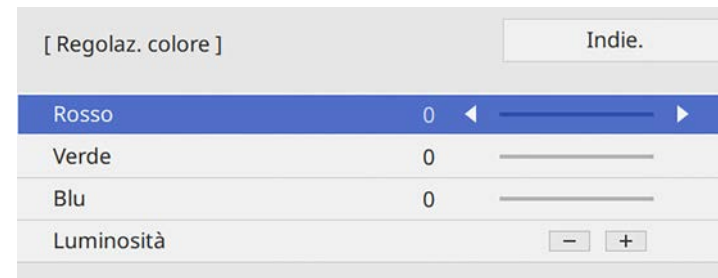 [ Regolaz. colore ] Indie.
Rosso 0
Verde 0
Blu 0
Luminosità − +